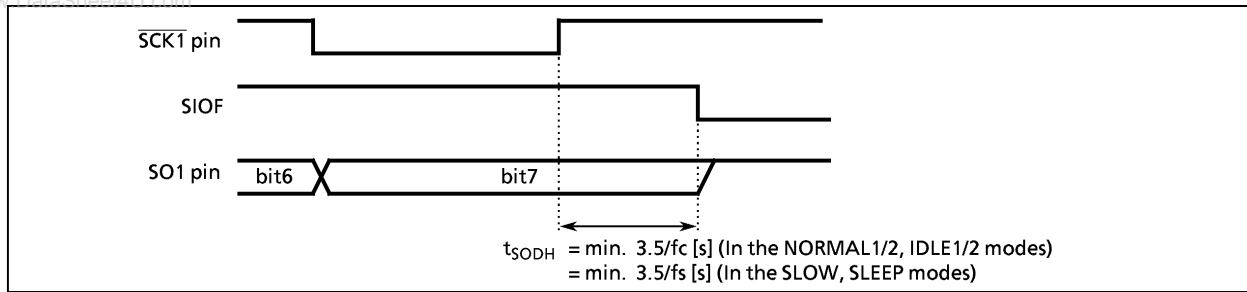 SCK1 pin
SIOF
SO1 pin
bit6
bit7
tSODH = min. 3.5/fc [s] (In the NORMAL1/2, IDLE1/2 modes)
= min. 3.5/fs [s] (In the SLOW, SLEEP modes)